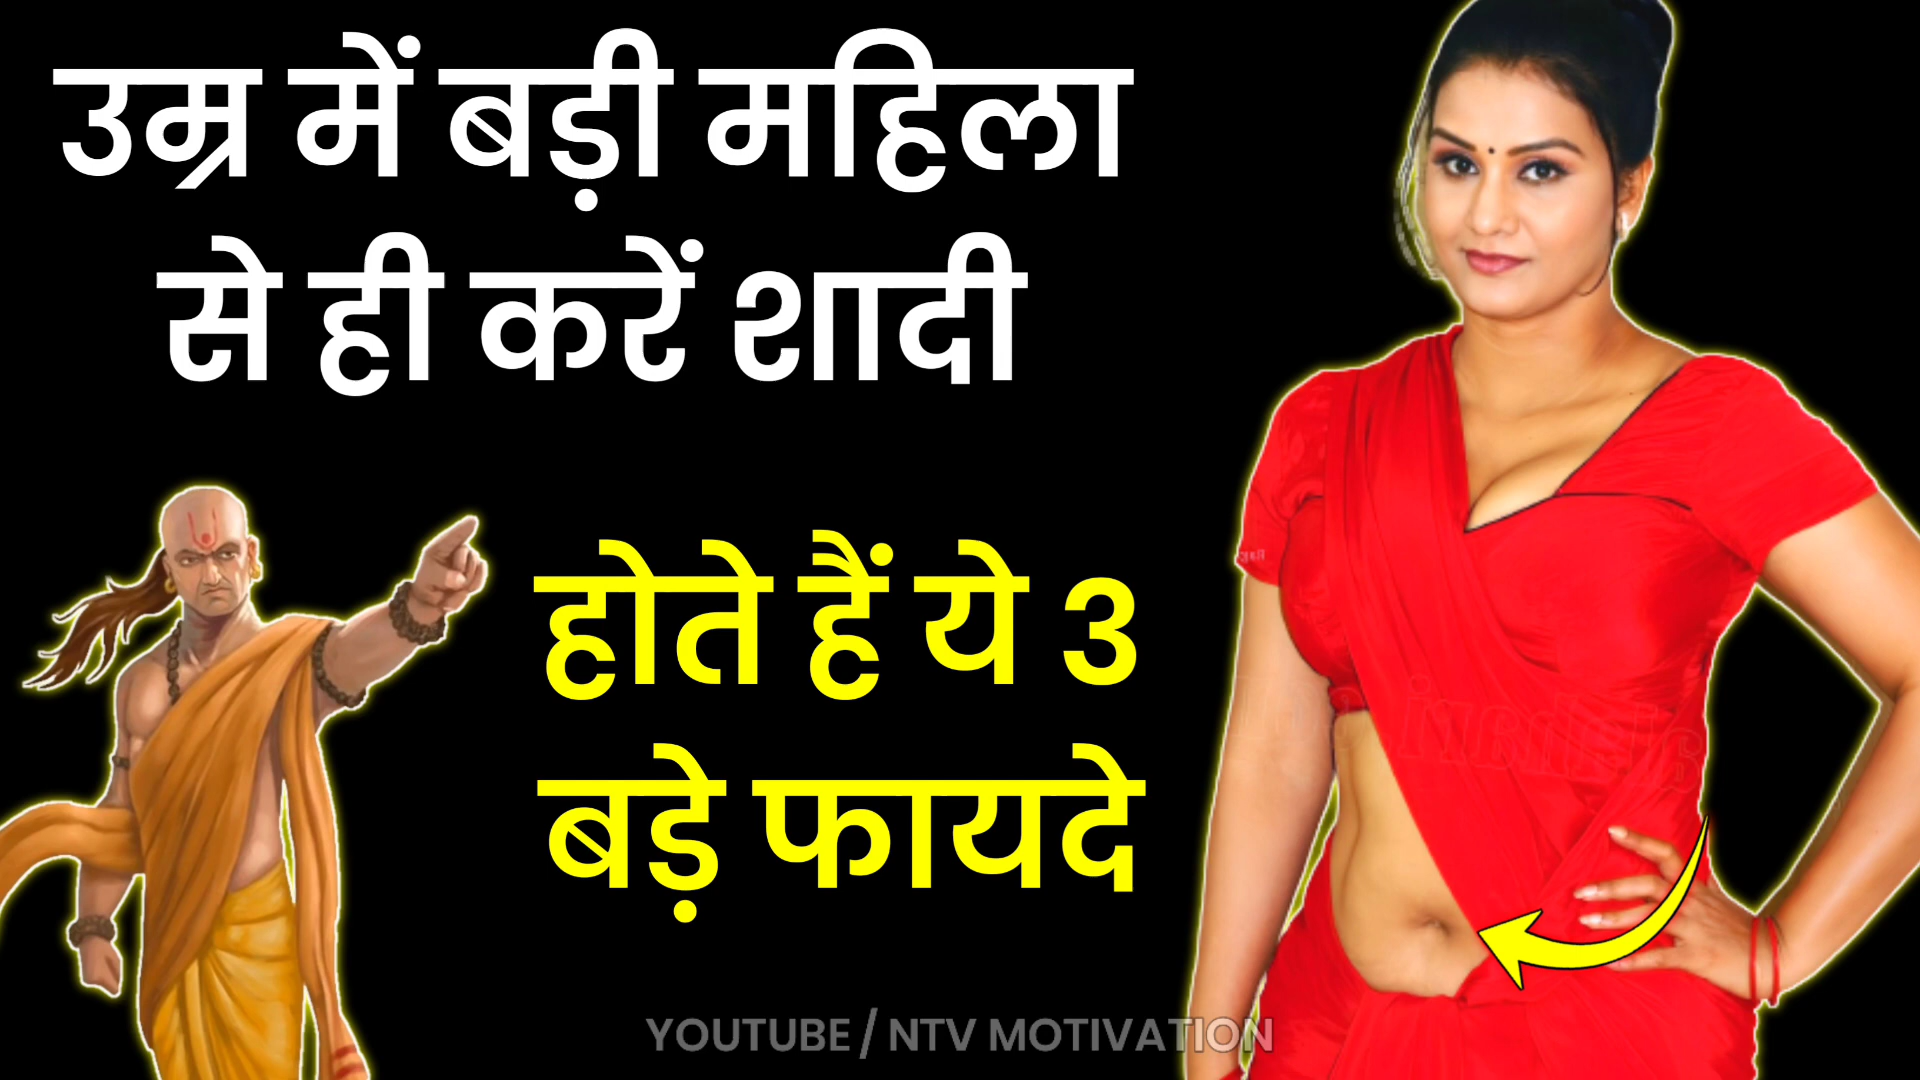 उम्र में बड़ी महिला
से ही करें शादी
होते हैं ये 3
बड़े फायदे
YOUTUBE / NTV MOTIVATION